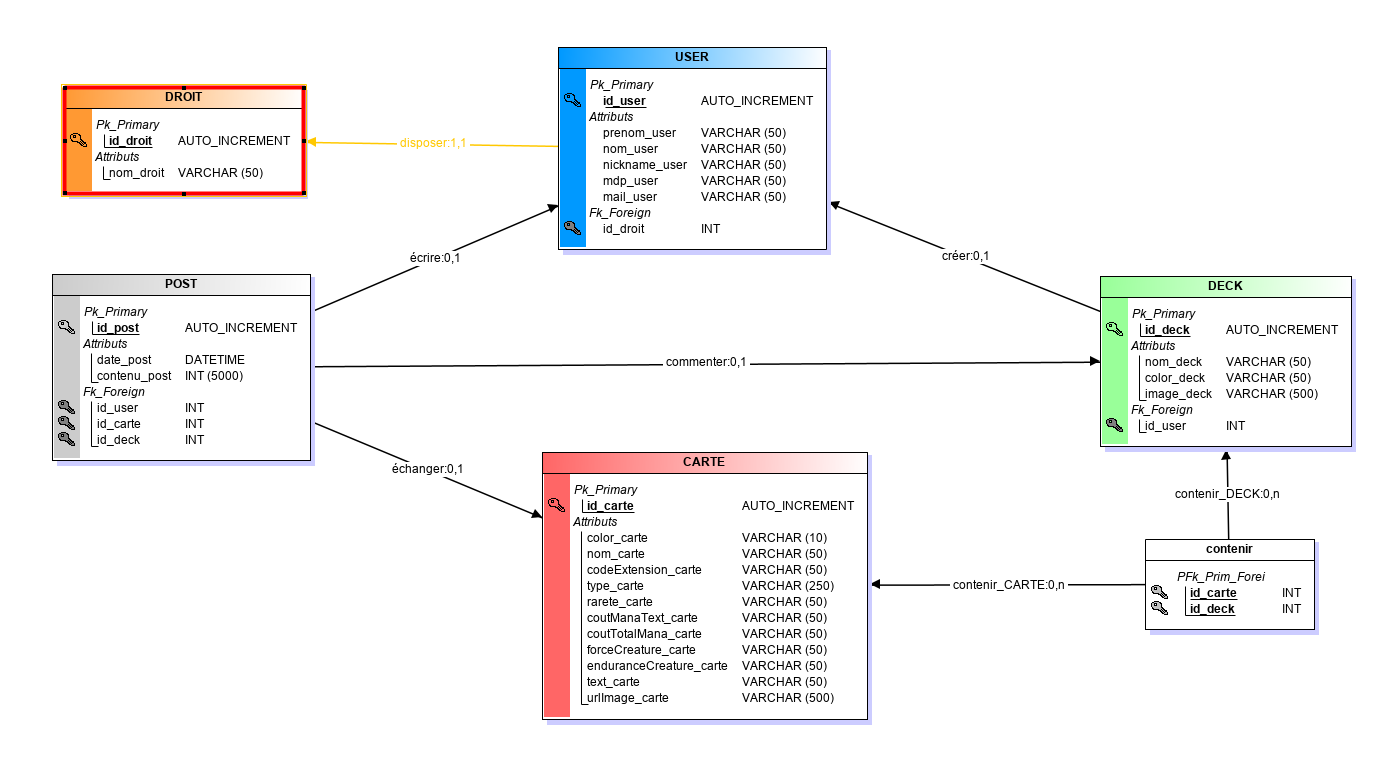 USER
Pk_Primary
id_user AUTO_INCREMENT
Attributs
prenom_user VARCHAR (50)
nom_user VARCHAR (50)
nickname_user VARCHAR (50)
mdp_user VARCHAR (50)
mail_user VARCHAR (50)
Fk_Foreign
id_droit INT
DROIT
Pk_Primary
id_droit AUTO_INCREMENT
Attributs
nom_droit VARCHAR (50)
disposer:1,1
écrire:0,1
créer:0,1
POST
Pk_Primary
id_post AUTO_INCREMENT
Attributs
date_post DATETIME
contenu_post INT (5000)
Fk_Foreign
id_user INT
id_carte INT
id_deck INT
commenter:0,1
DECK
Pk_Primary
id_deck AUTO_INCREMENT
Attributs
nom_deck VARCHAR (50)
color_deck VARCHAR (50)
image_deck VARCHAR (500)
Fk_Foreign
id_user INT
échanger:0,1
CARTE
Pk_Primary
id_carte AUTO_INCREMENT
Attributs
color_carte VARCHAR (10)
nom_carte VARCHAR (50)
codeExtension_carte VARCHAR (50)
type_carte VARCHAR (250)
rarete_carte VARCHAR (50)
coutManaText_carte VARCHAR (50)
coutTotalMana_carte VARCHAR (50)
forceCreature_carte VARCHAR (50)
enduranceCreature_carte VARCHAR (50)
text_carte VARCHAR (50)
urlImage_carte VARCHAR (500)
contenir_DECK:0,n
contenir_CARTE:0,n
contenir
PFk_Prim_Forei
id_carte INT
id_deck INT